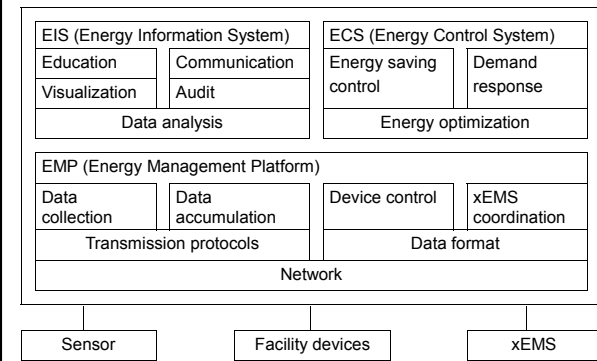 EIS (Energy Information System)
Education
Communication
Visualization
Audit
Data analysis
ECS (Energy Control System)
Energy saving
control
Demand
response
Energy optimization
EMP (Energy Management Platform)
Data
collection
Data
accumulation
Device control
xEMS
coordination
Transmission protocols
Data format
Network
Sensor
Facility devices
xEMS